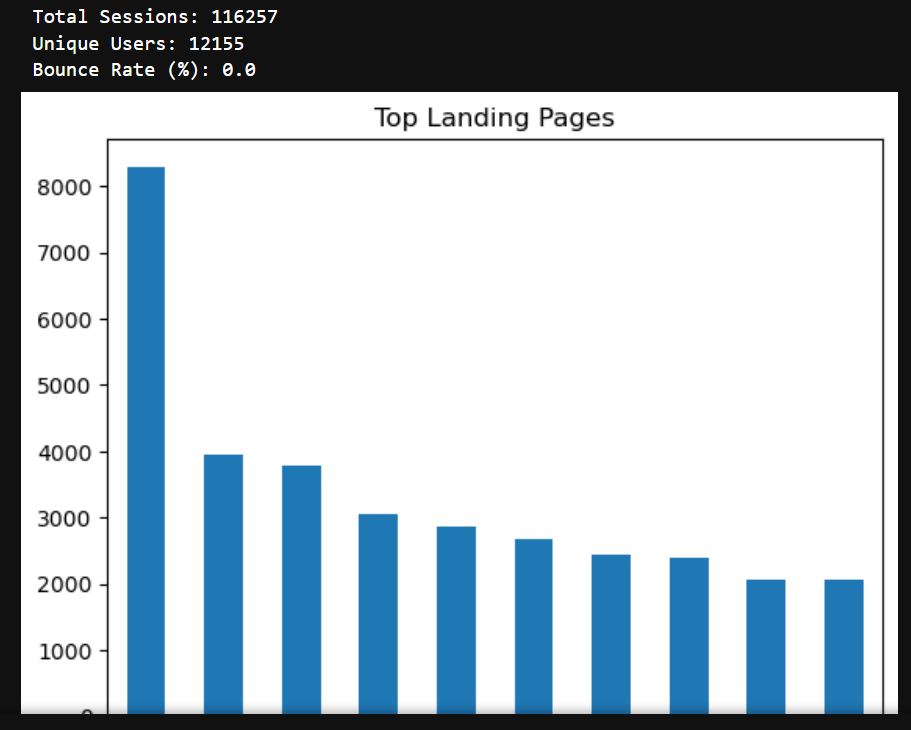 Total Sessions: 116257
Unique Users: 12155
Bounce Rate (%): 0.0
Top Landing Pages
8000
7000
6000
5000
4000
3000
2000
1000
0